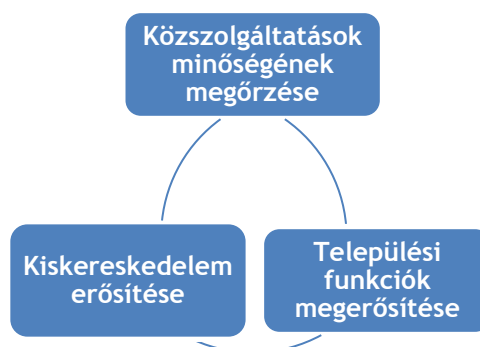 Közszolgáltatások
minőségének
megőrzése
Kiskereskedelem
erősítése
Települési
funkciók
megerősítése